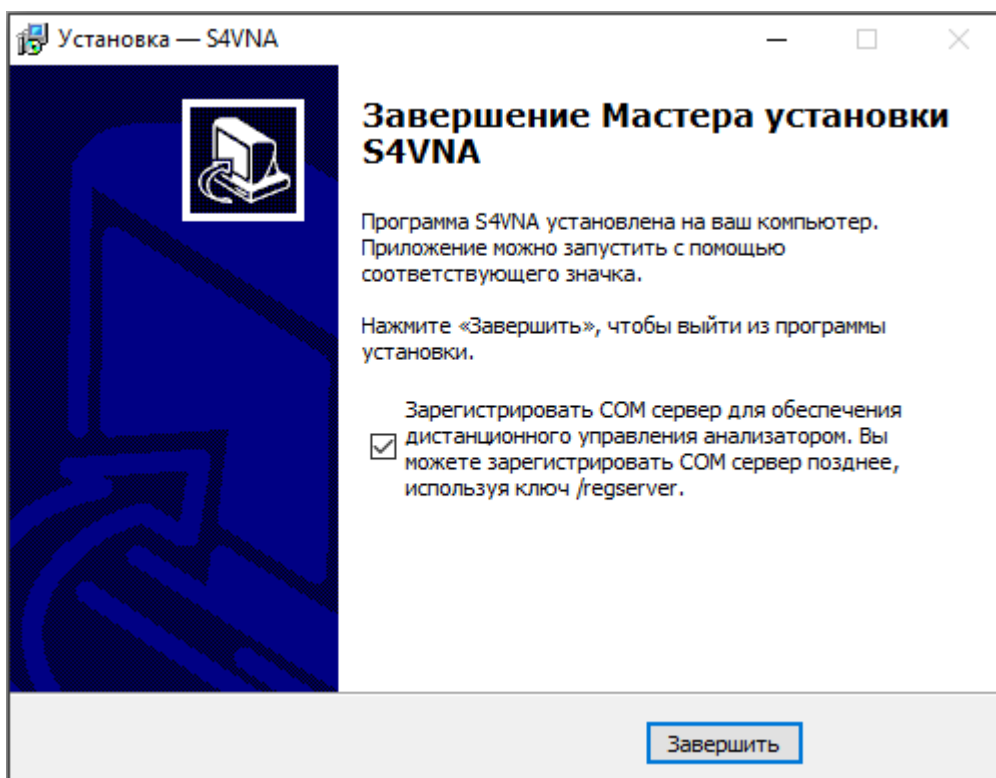 Установка — S4VNA
Завершение Мастера установки
S4VNA
Программа S4VNA установлена на ваш компьютер.
Приложение можно запустить с помощью
соответствующего значка.
Нажмите «Завершить», чтобы выйти из программы
установки.
Зарегистрировать COM сервер для обеспечения
дистанционного управления анализатором. Вы
можете зарегистрировать COM сервер позднее,
используя ключ /regserver.
Завершить